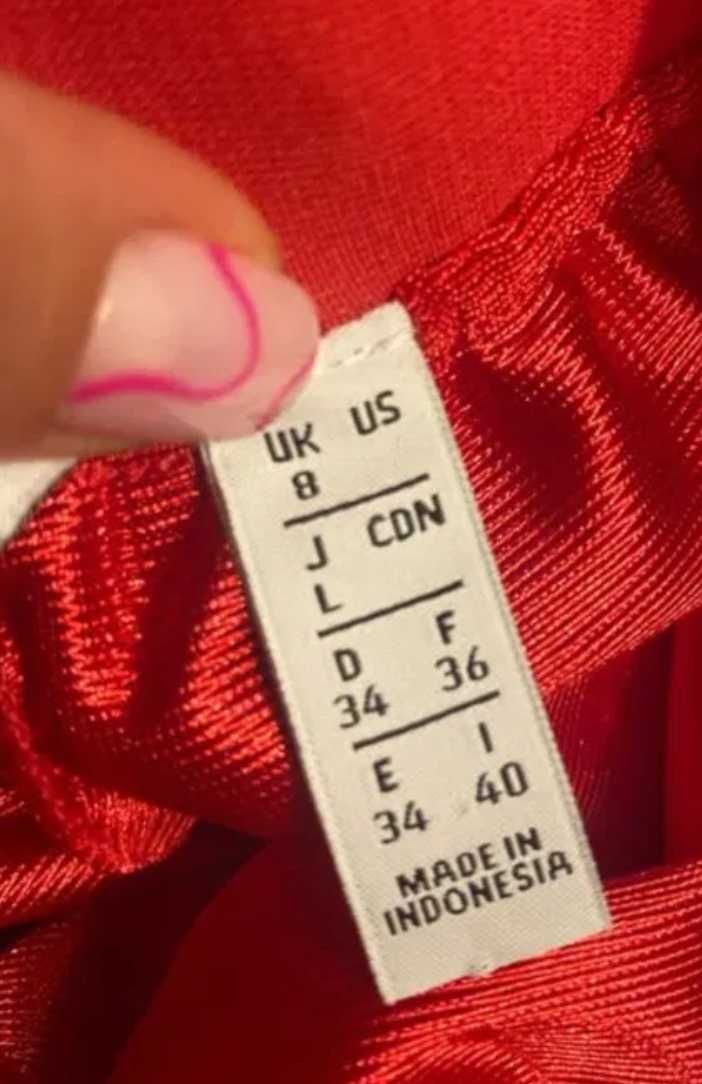 UK US
8
J CDN
L
D F
34 36
E I
34 40
MADE IN
INDONESIA